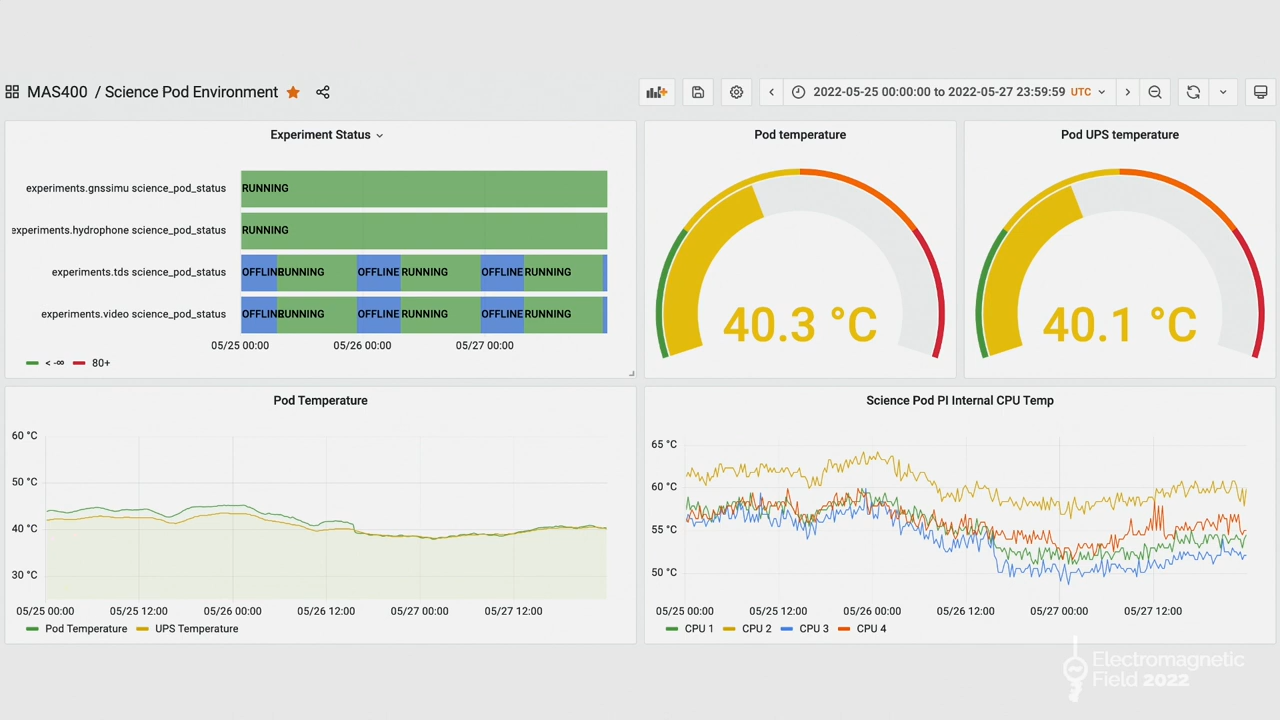 MAS400 / Science Pod Environment
2022-05-25 00:00:00 to 2022-05-27 23:59:59 UTC
Experiment Status
experiments.gnssimu science_pod_status
RUNNING
experiments.hydrophone science_pod_status
RUNNING
experiments.tds science_pod_status
OFFLINE RUNNING OFFLINE RUNNING OFFLINE RUNNING
experiments.video science_pod_status
OFFLINE RUNNING OFFLINE RUNNING OFFLINE RUNNING
05/25 00:00 05/26 00:00 05/27 00:00
< -∞ 80+
Pod temperature
40.3 °C
Pod UPS temperature
40.1 °C
Pod Temperature
60 °C
50 °C
40 °C
30 °C
05/25 00:00 05/25 12:00 05/26 00:00 05/26 12:00 05/27 00:00 05/27 12:00
Pod Temperature UPS Temperature
Science Pod PI Internal CPU Temp
65 °C
60 °C
55 °C
50 °C
05/25 00:00 05/25 12:00 05/26 00:00 05/26 12:00 05/27 00:00 05/27 12:00
CPU 1 CPU 2 CPU 3 CPU 4
Electromagnetic
Field 2022